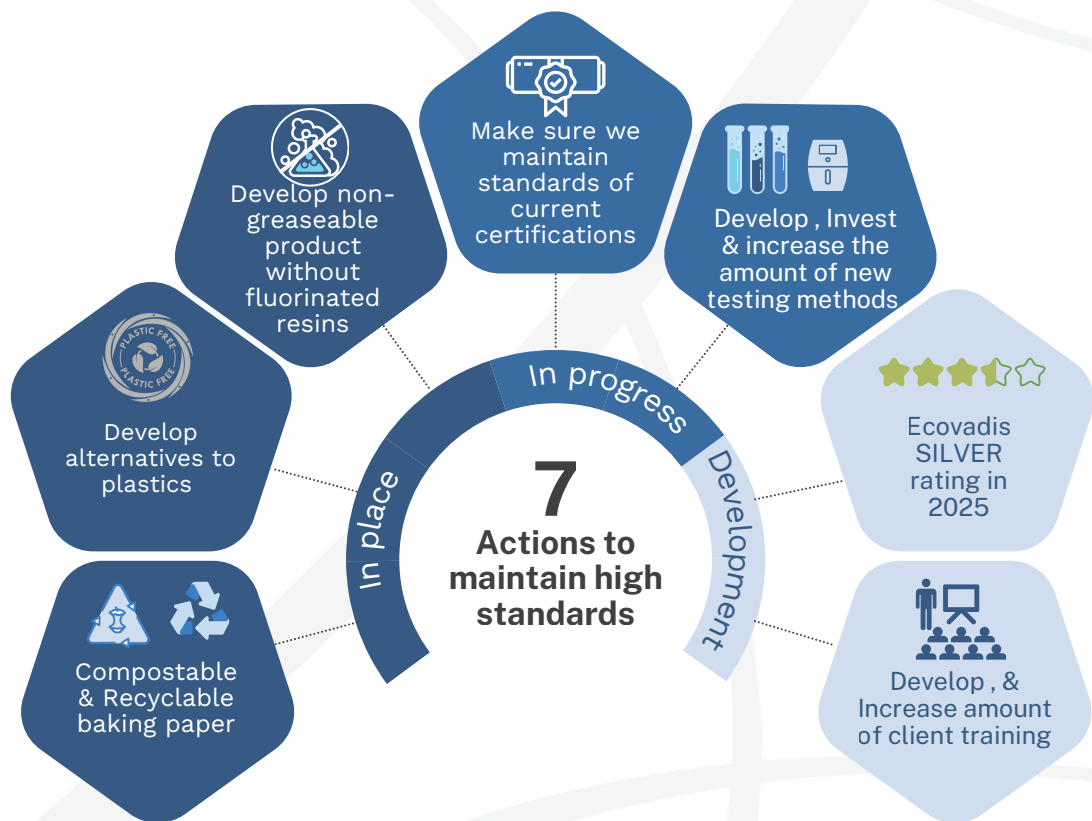 Make sure we
maintain
standards of
current
certifications
Develop non-
greaseable
product
without
fluorinated
resins
Develop , Invest
& increase the
amount of new
testing methods
PLASTIC FREE
PLASTIC FREE
Develop
alternatives to
plastics
Ecovadis
SILVER
rating in
2025
Compostable
& Recyclable
baking paper
Develop , &
Increase amount
of client training
In place
In progress
Development
7
Actions to
maintain high
standards